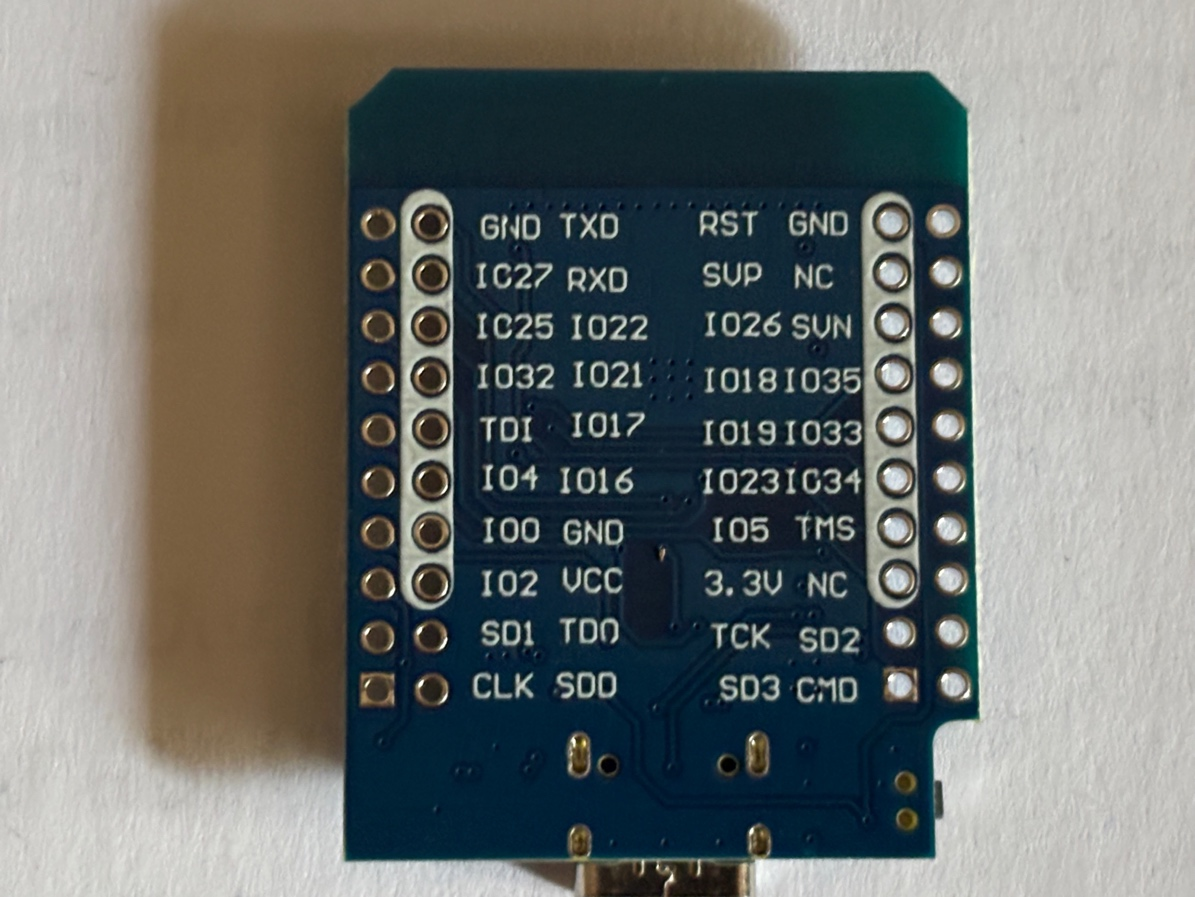 GND TXD RST GND
IO27 RXD SVP NC
IO25 IO22 IO26 SVN
IO32 IO21 IO18 IO35
TDI IO17 IO19 IO33
IO4 IO16 IO23 IO34
IO0 GND IO5 TMS
IO2 VCC 3.3V NC
SD1 TDO TCK SD2
CLK SDD SD3 CMD